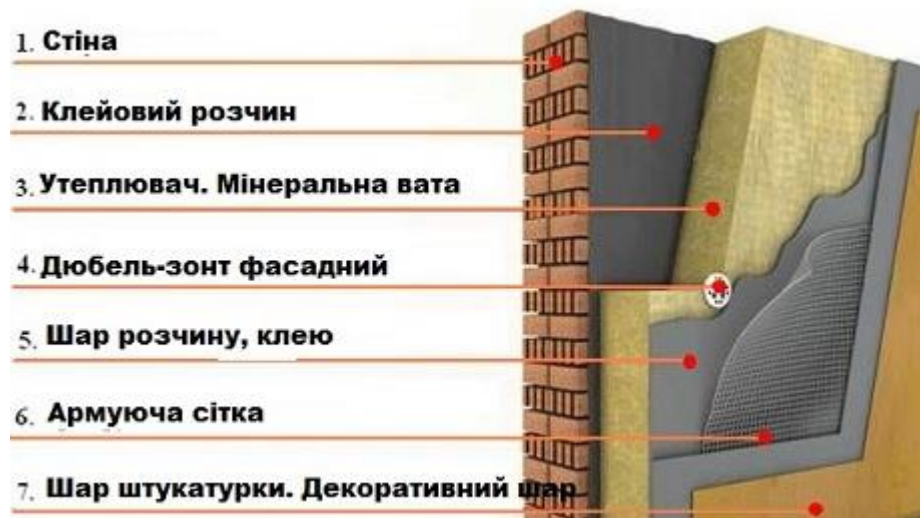 1. Стіна
2. Клейовий розчин
3. Утеплювач. Мінеральна вата
4. Дюбель-зонт фасадний
5. Шар розчину, клею
6. Армуюча сітка
7. Шар штукатурки. Декоративний шар